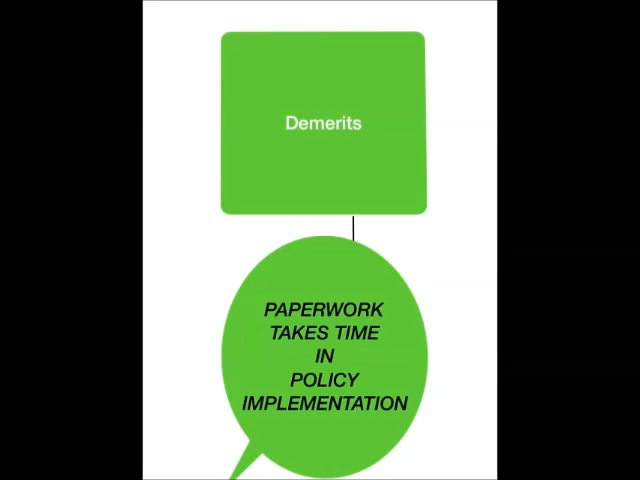 Demerits
PAPERWORK
TAKES TIME
IN
POLICY
IMPLEMENTATION